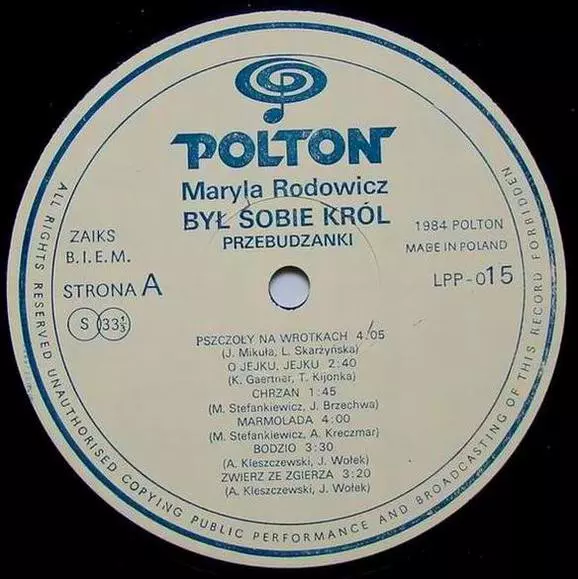 POLTON
Maryla Rodowicz
BYŁ SOBIE KRÓL
PRZEBUDZANKI
ZAIKS
B.I.E.M.
1984 POLTON
MADE IN POLAND
STRONA A
LPP-015
S 33⅓
PSZCZOŁY NA WROTKACH 4.05
(J. Mikuła, L. Skarżyńska)
O JEJKU, JEJKU 2:40
(K. Gaertner, T. Kijonka)
CHRZAN 1:45
(M. Stefankiewicz, J. Brzechwa)
MARMOLADA 4:00
(M. Stefankiewicz, A. Kreczmar)
BODZIO 3:30
(A. Kleszczewski, J. Wołek)
ZWIERZ ZE ZGIERZA 3:20
(A. Kleszczewski, J. Wołek)
ALL RIGHTS RESERVED UNAUTHORISED COPYING PUBLIC PERFORMANCE AND BROADCASTING OF THIS RECORD FORBIDDEN